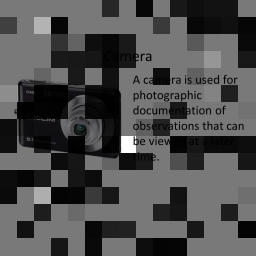 Camera
A camera is used for
photographic
documentation of
observations that can
be viewed at a later
time.